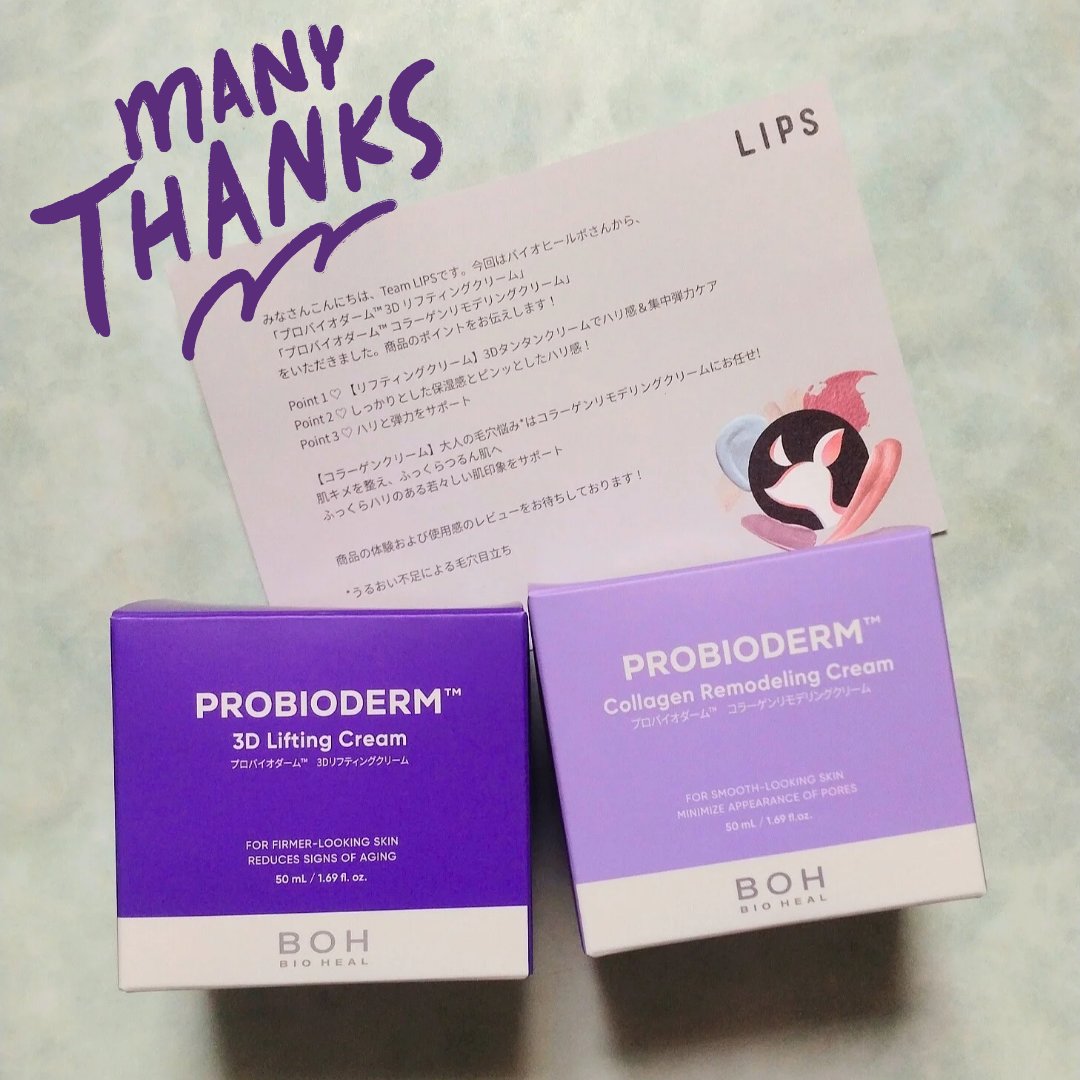 MANY
THANKS
LIPS
みなさんこんにちは、Team LIPSです。今回はバイオヒールボさんから、
「プロバイオダーム™ 3D リフティングクリーム」
「プロバイオダーム™ コラーゲンリモデリングクリーム」
をいただきました。商品のポイントをお伝えします！
Point 1 ♡ 【リフティングクリーム】3Dタンタンクリームでハリ感＆集中弾力ケア
Point 2 ♡ しっかりとした保湿感とピンッとしたハリ感！
Point 3 ♡ ハリと弾力をサポート
【コラーゲンクリーム】大人の毛穴悩み*はコラーゲンリモデリングクリームにお任せ!
肌キメを整え、ふっくらつるん肌へ
ふっくらハリのある若々しい肌印象をサポート
商品の体験および使用感のレビューをお待ちしております！
*うるおい不足による毛穴目立ち
PROBIODERM™
3D Lifting Cream
プロバイオダーム™ 3Dリフティングクリーム
FOR FIRMER-LOOKING SKIN
REDUCES SIGNS OF AGING
50 mL / 1.69 fl. oz.
BOH
BIO HEAL
PROBIODERM™
Collagen Remodeling Cream
プロバイオダーム™ コラーゲンリモデリングクリーム
FOR SMOOTH-LOOKING SKIN
MINIMIZE APPEARANCE OF PORES
50 mL / 1.69 fl.oz.
BOH
BIO HEAL